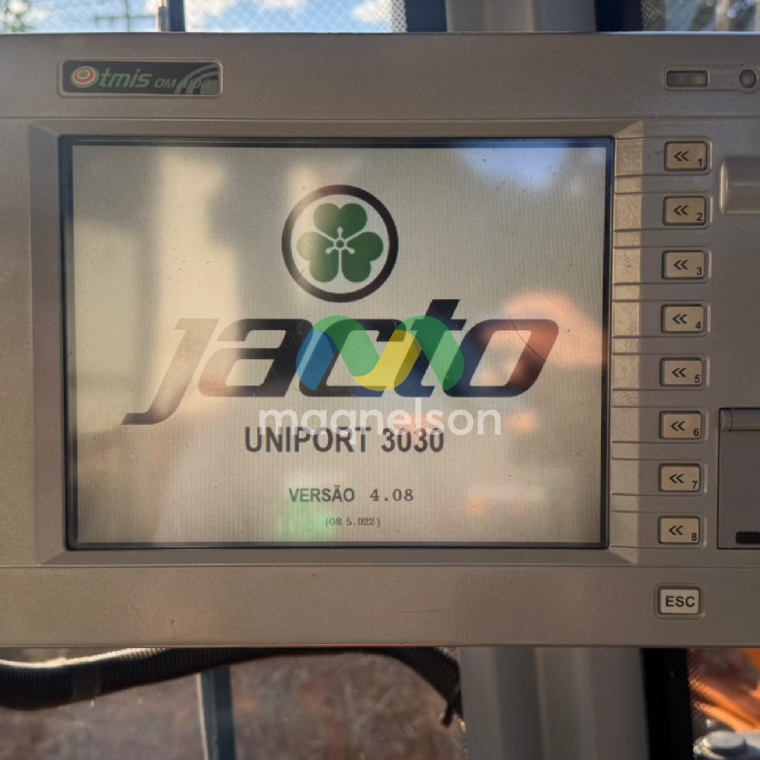 Otmis OM
<< 1
<< 2
<< 3
<< 4
<< 5
<< 6
<< 7
<< 8
ESC
jacto
magnelson
UNIPORT 3030
VERSÃO 4.08
(OS 5.022)